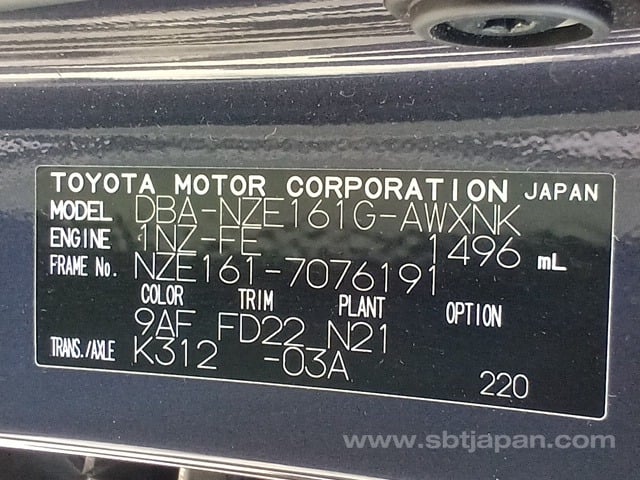 TOYOTA MOTOR CORPORATION JAPAN
MODEL DBA-NZE161G-AWXNK
ENGINE 1NZ-FE 1496 mL
FRAME No. NZE161-7076191
COLOR TRIM PLANT OPTION
9AF FD22 N21
TRANS./AXLE K312 -03A
220
www.sbtjapan.com